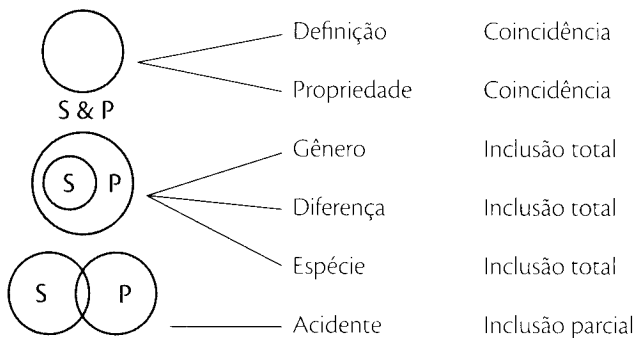 Definição Coincidência
Propriedade Coincidência
S & P
Gênero Inclusão total
S P
Diferença Inclusão total
Espécie Inclusão total
S P
Acidente Inclusão parcial